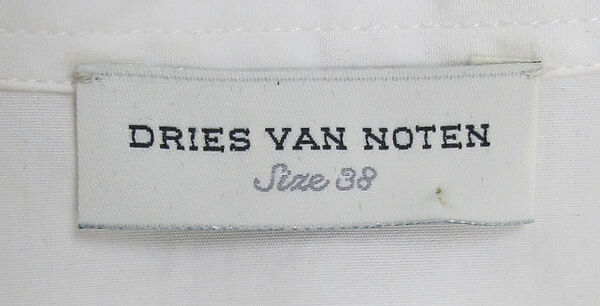 DRIES VAN NOTEN
Size 38